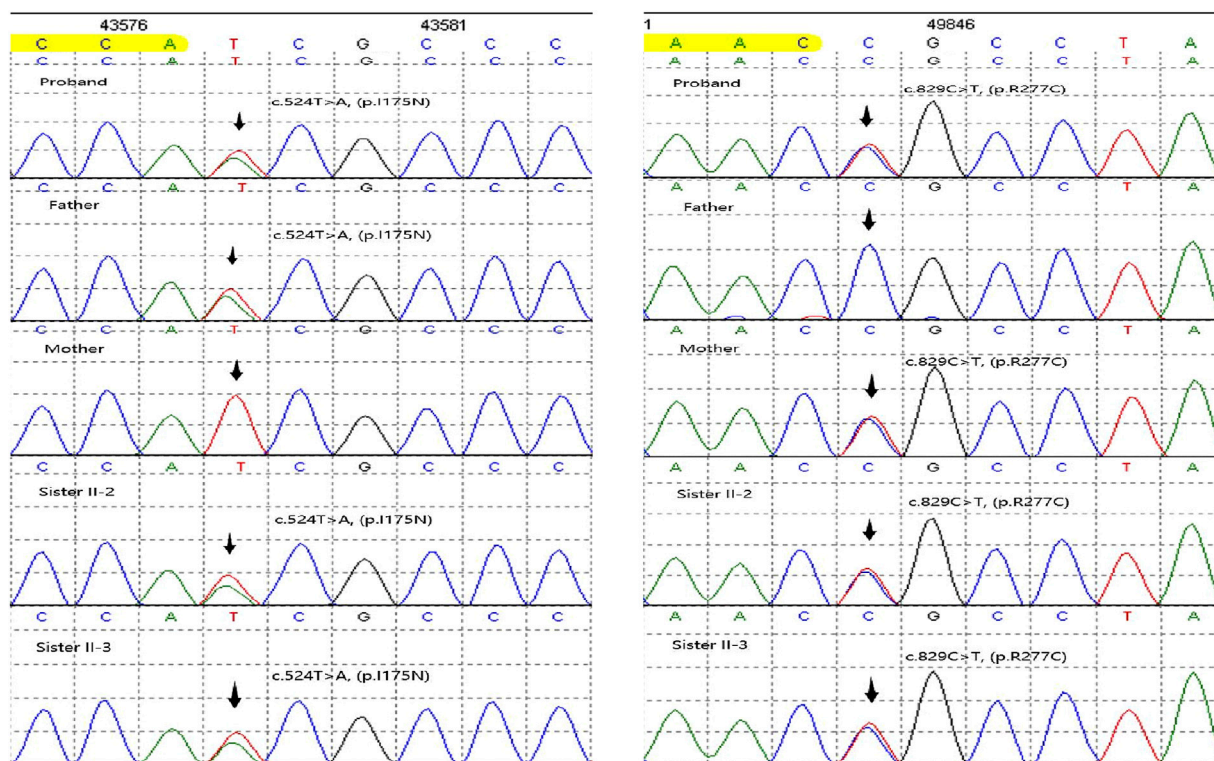 43576 43581
C C A T C G C C C
C C A T C G C C C
Proband
c.524T>A, (p.I175N)
C C A T C G C C C
Father
c.524T>A, (p.I175N)
C C A T C G C C C
Mother
C C A T C G C C C
Sister II-2
c.524T>A, (p.I175N)
C C A T C G C C C
Sister II-3
c.524T>A, (p.I175N)
1 49846
A A C C G C C T A
A A C C G C C T A
Proband
c.829C>T, (p.R277C)
A A C C G C C T A
Father
A A C C G C C T A
Mother
c.829C>T, (p.R277C)
A A C C G C C T A
Sister II-2
c.829C>T, (p.R277C)
A A C C G C C T A
Sister II-3
c.829C>T, (p.R277C)